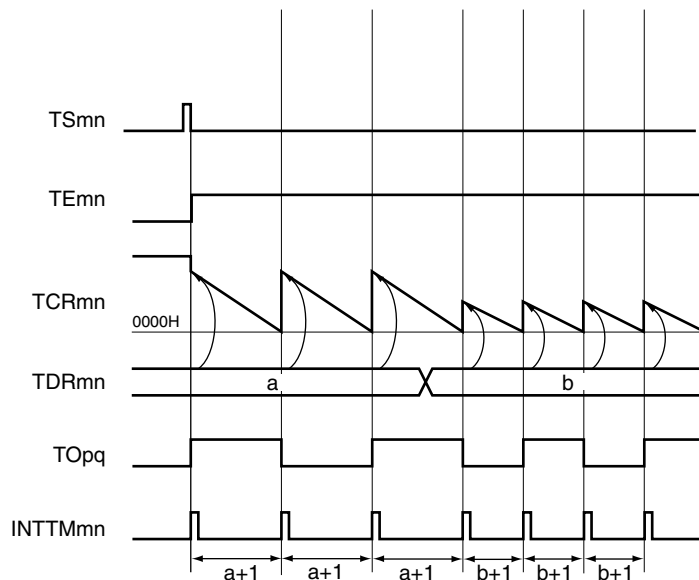 TSmn
TEmn
TCRmn
0000H
TDRmn
a
b
TOpq
INTTMmn
a+1
a+1
a+1
b+1
b+1
b+1